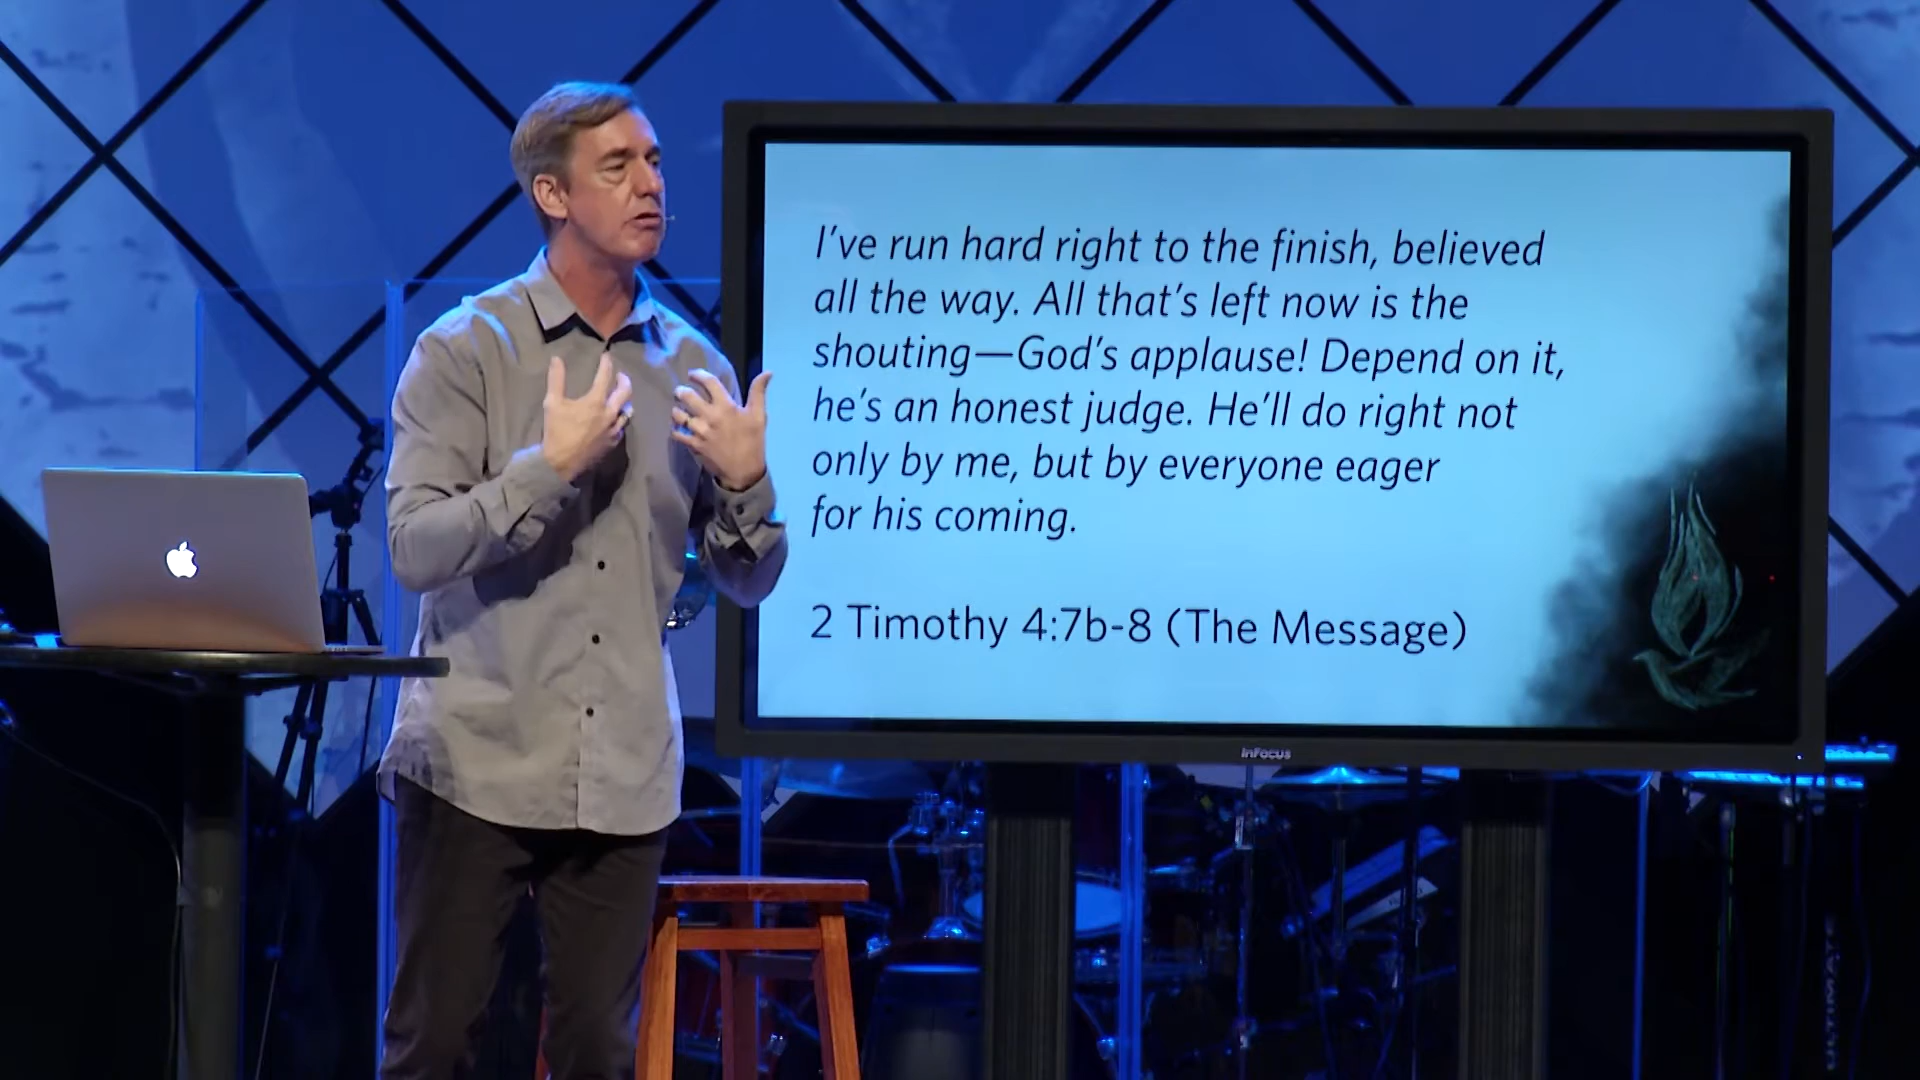 I've run hard right to the finish, believed
all the way. All that's left now is the
shouting—God's applause! Depend on it,
he's an honest judge. He'll do right not
only by me, but by everyone eager
for his coming.
2 Timothy 4:7b-8 (The Message)
InFocus
ULTIMATE